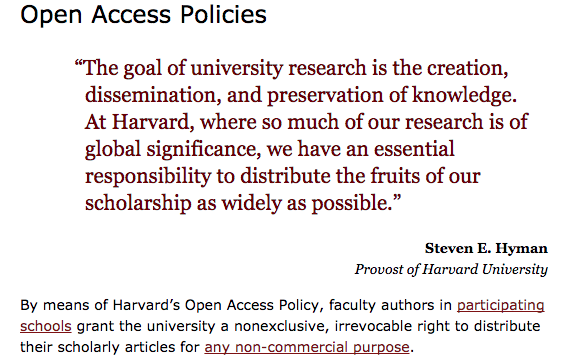 Open Access Policies
“The goal of university research is the creation,
dissemination, and preservation of knowledge.
At Harvard, where so much of our research is of
global significance, we have an essential
responsibility to distribute the fruits of our
scholarship as widely as possible.”
Steven E. Hyman
Provost of Harvard University
By means of Harvard’s Open Access Policy, faculty authors in participating
schools grant the university a nonexclusive, irrevocable right to distribute
their scholarly articles for any non-commercial purpose.